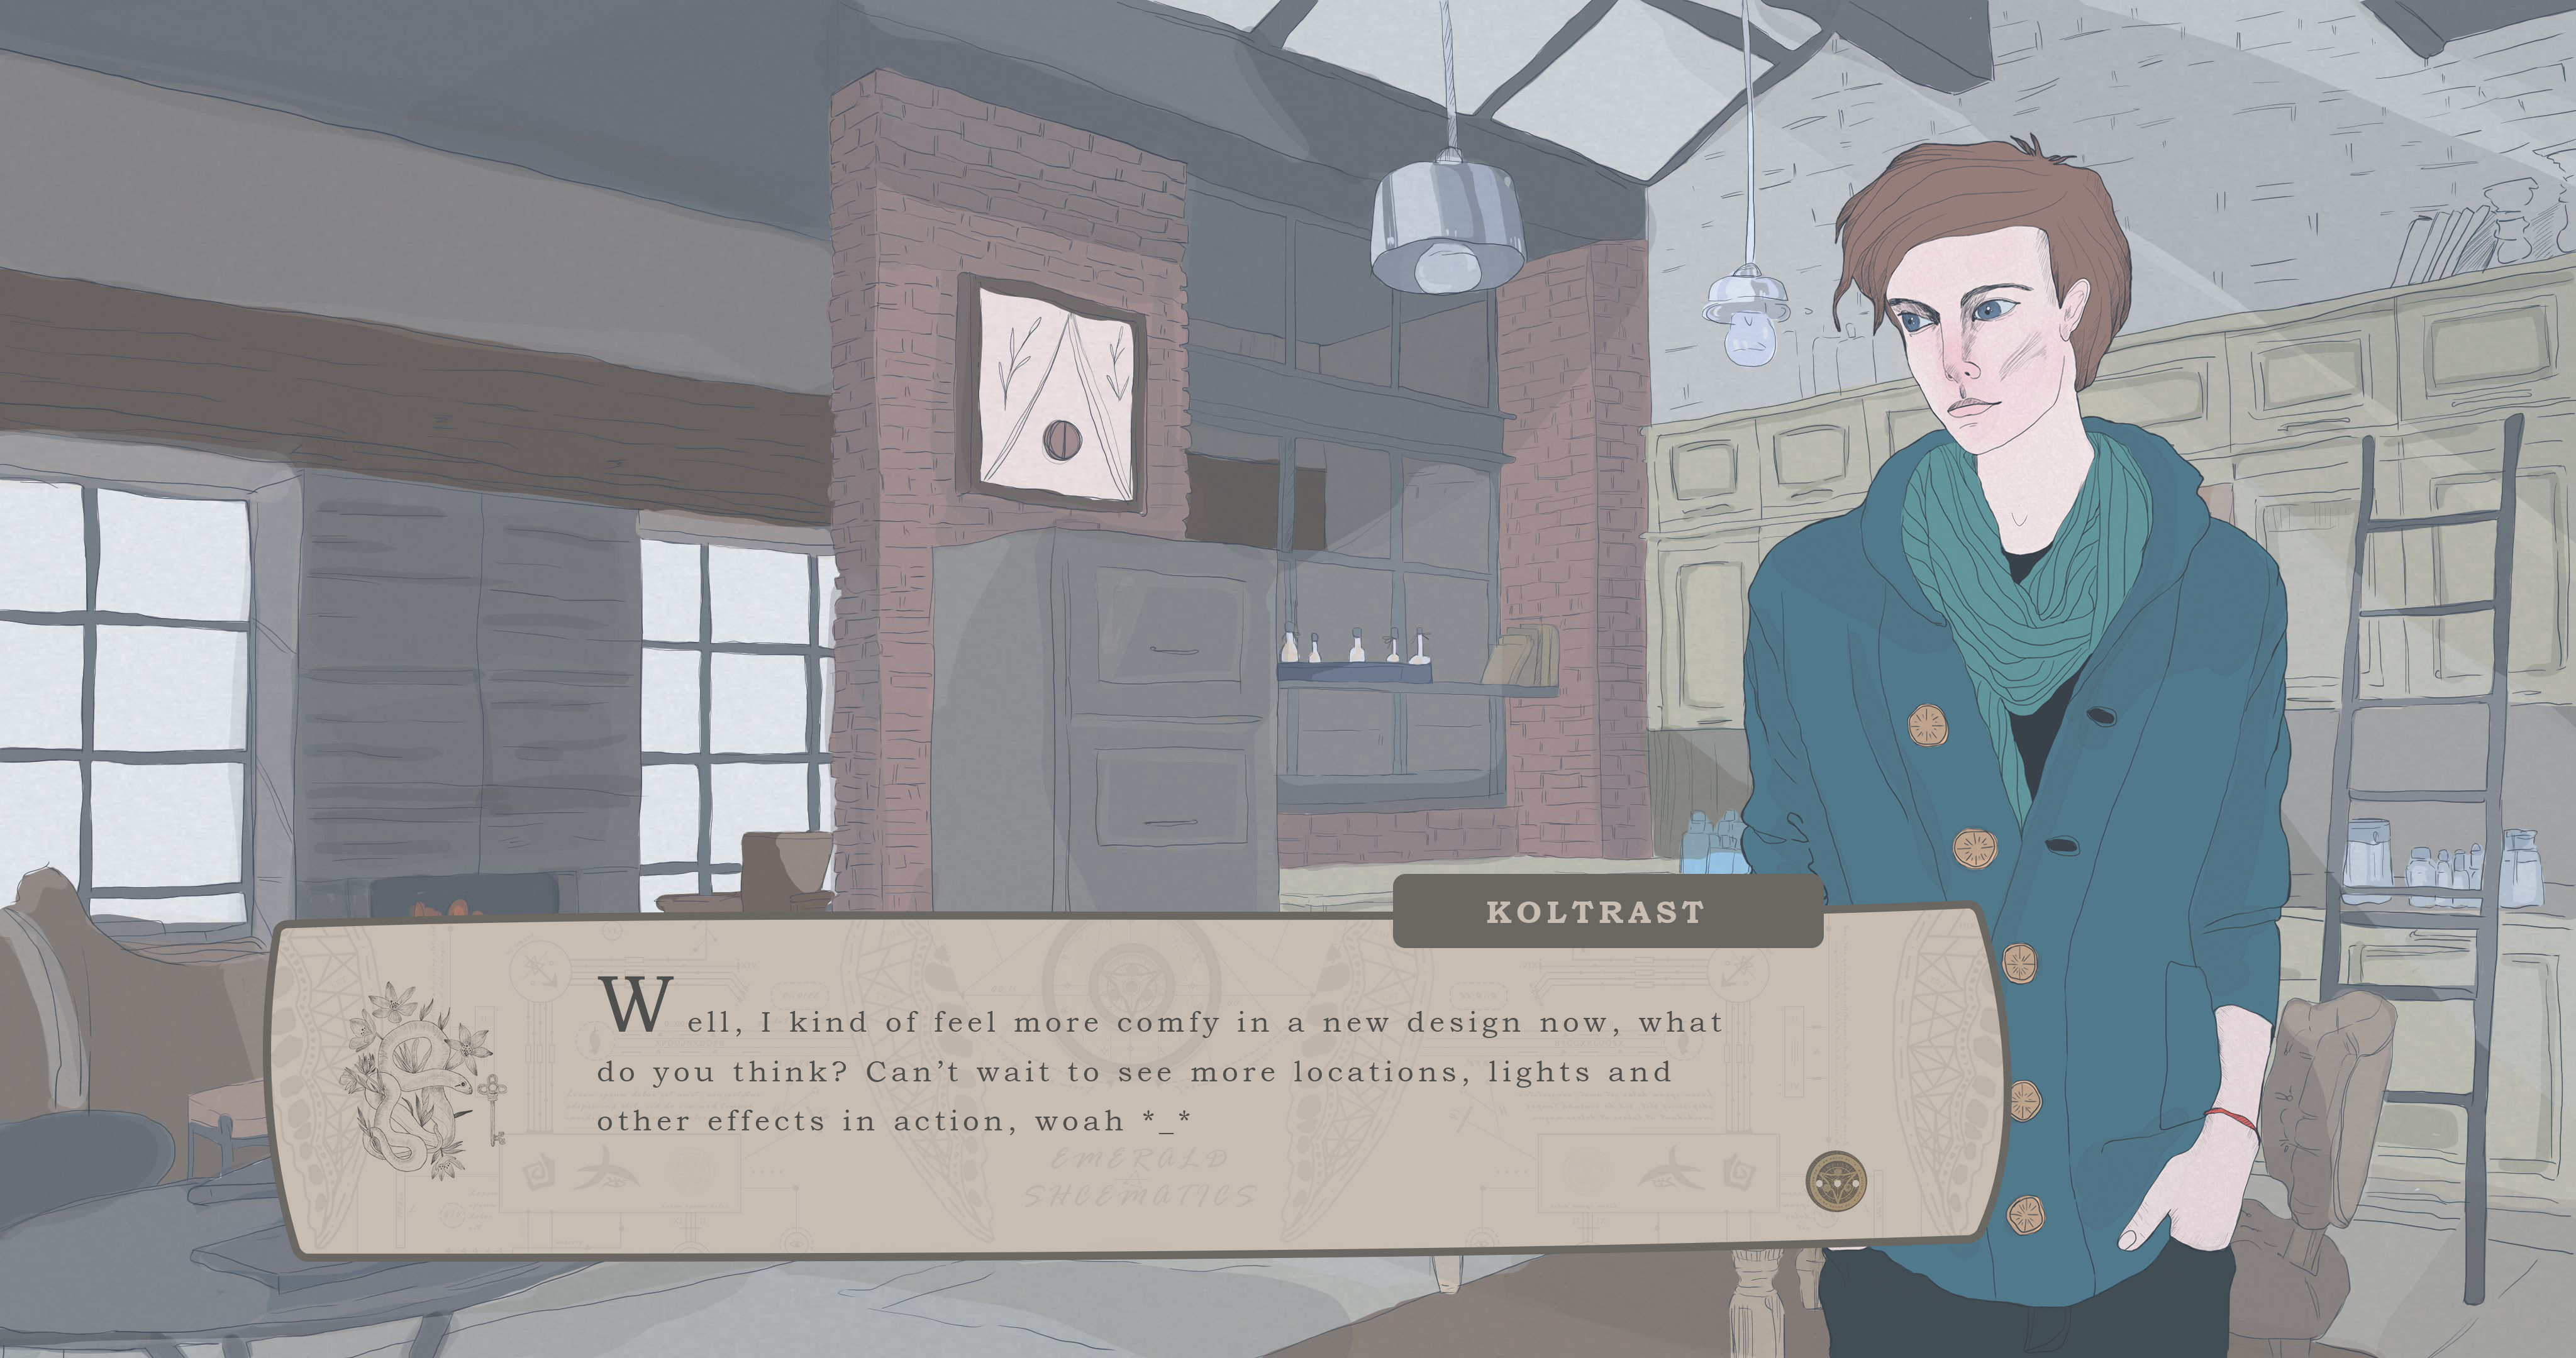 KOLTRAST
Well, I kind of feel more comfy in a new design now, what
do you think? Can’t wait to see more locations, lights and
other effects in action, woah *_*
EMERALD
SHCEMATICS